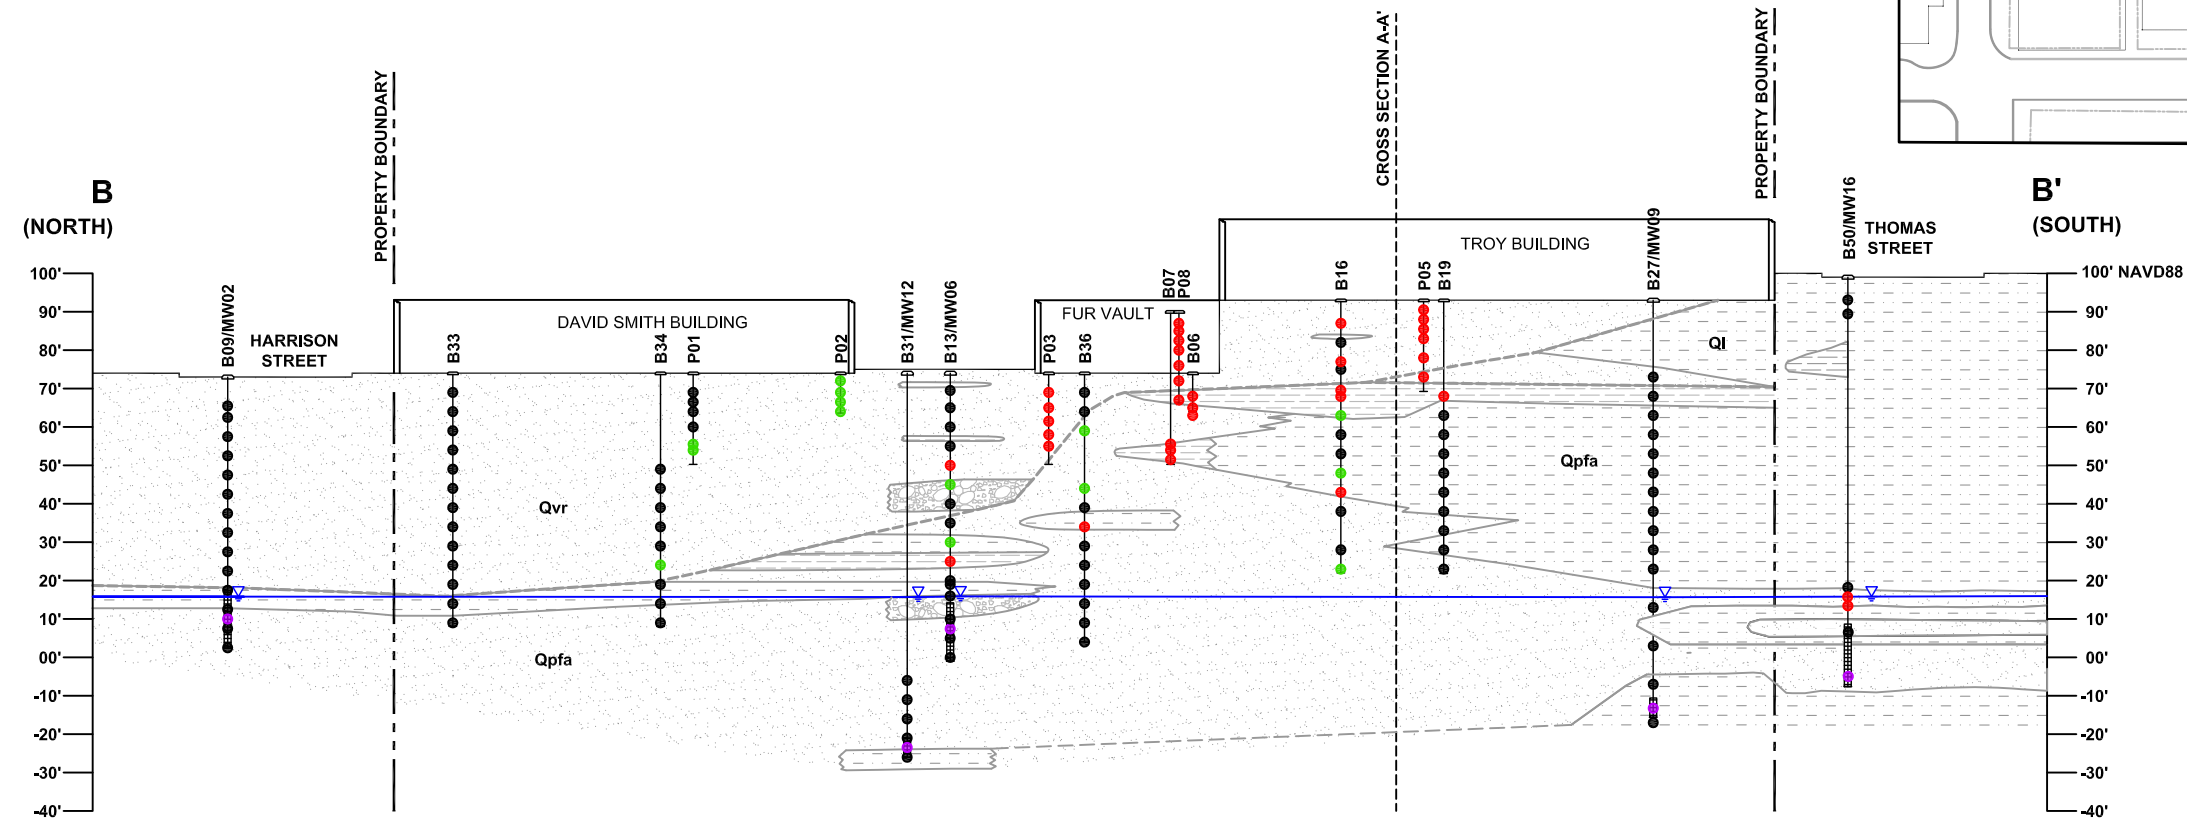 B
(NORTH)
B'
(SOUTH)
PROPERTY BOUNDARY
CROSS SECTION A-A'
PROPERTY BOUNDARY
HARRISON
STREET
DAVID SMITH BUILDING
FUR VAULT
TROY BUILDING
THOMAS
STREET
B09/MW02
B33
B34
P01
P02
B31/MW12
B13/MW06
P03
B36
B07
P08
B06
B16
P05
B19
B27/MW09
B50/MW16
Qvr
Qpfa
Qpfa
Ql
100'
90'
80'
70'
60'
50'
40'
30'
20'
10'
00'
-10'
-20'
-30'
-40'
100' NAVD88
90'
80'
70'
60'
50'
40'
30'
20'
10'
00'
-10'
-20'
-30'
-40'